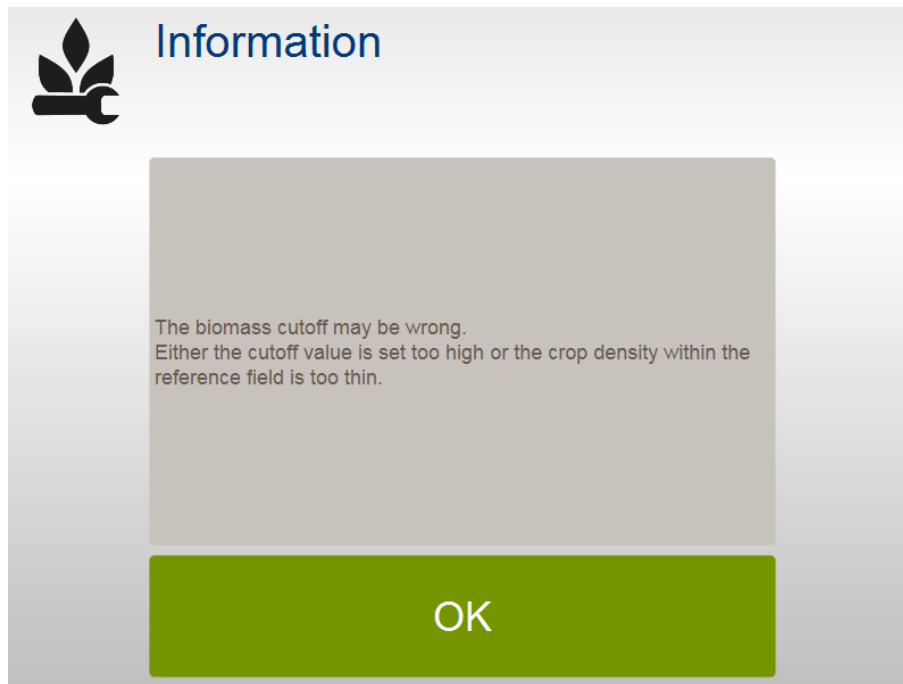 Information
The biomass cutoff may be wrong.
Either the cutoff value is set too high or the crop density within the
reference field is too thin.
OK